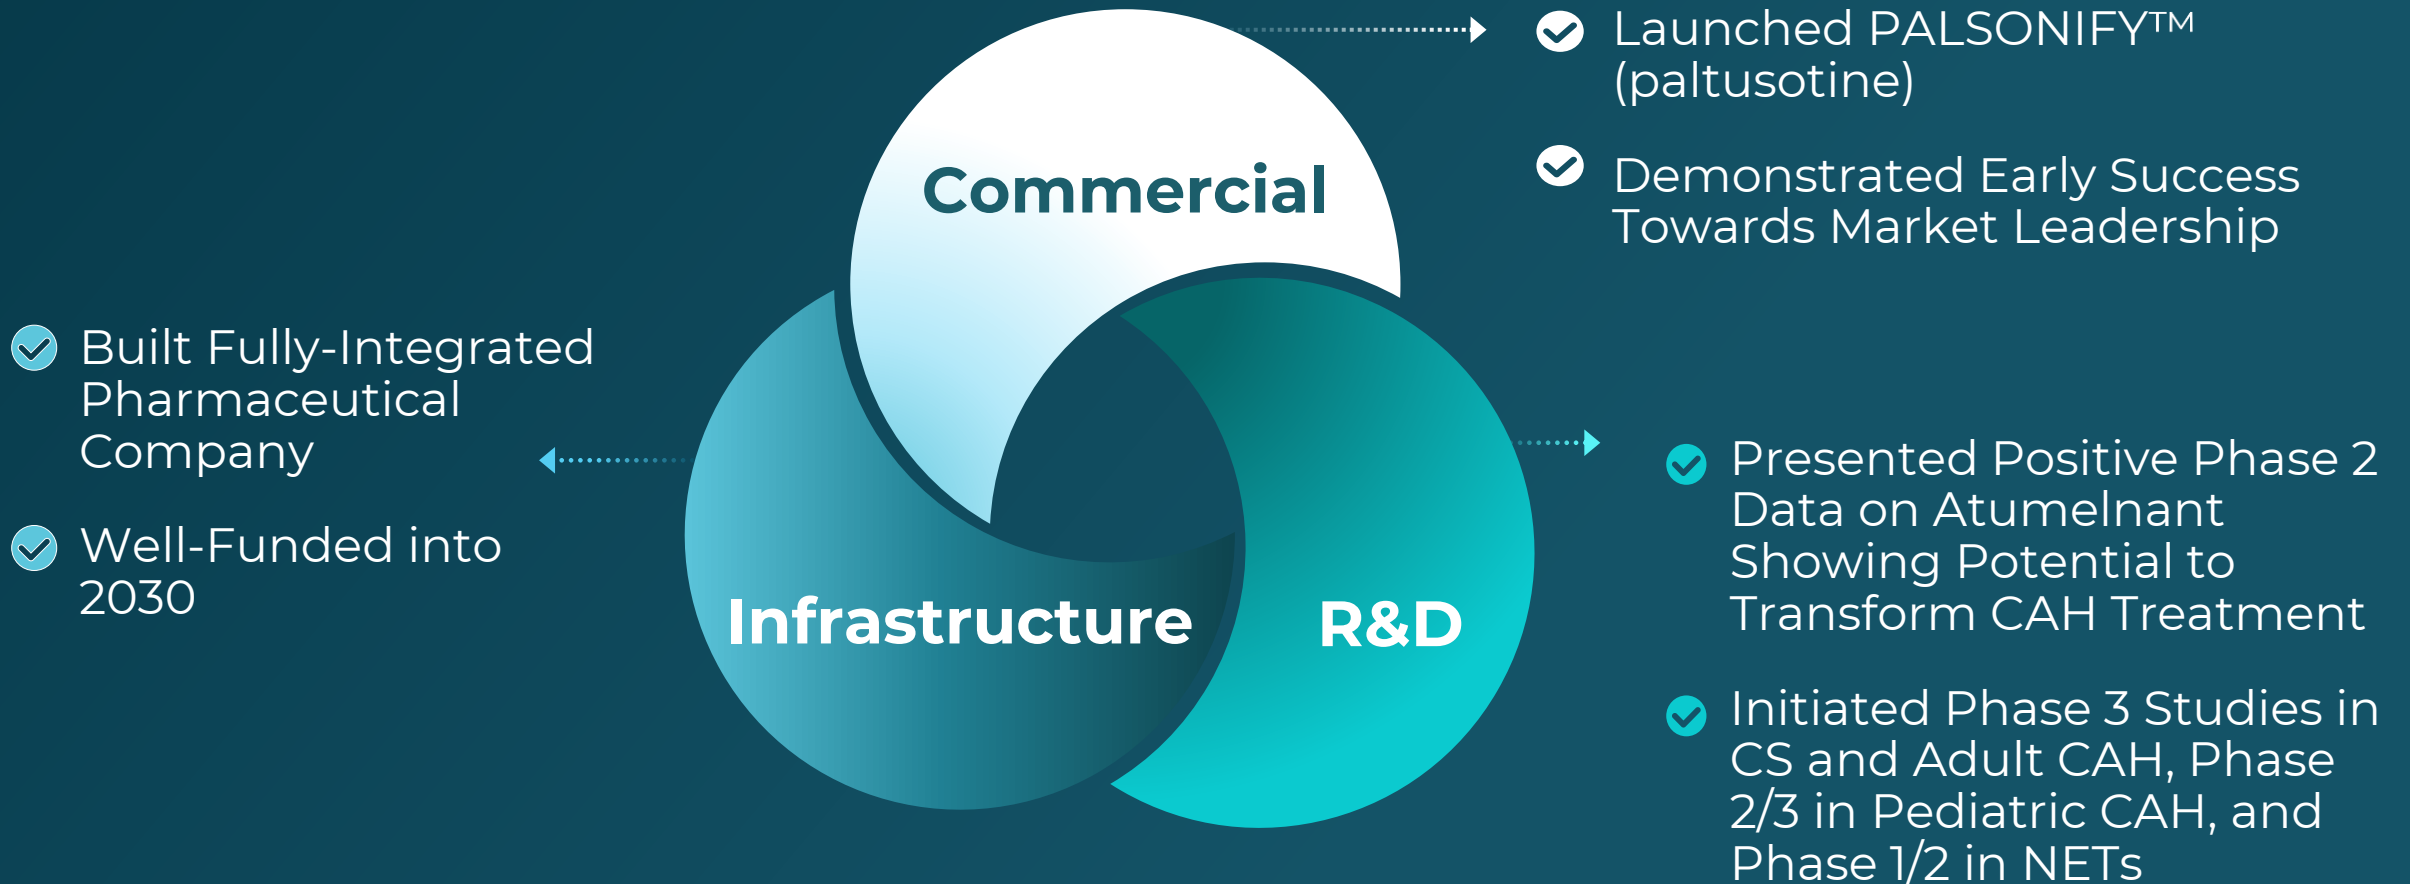 Launched PALSONIFY™
(paltusotine)
Demonstrated Early Success
Towards Market Leadership
Commercial
Built Fully-Integrated
Pharmaceutical
Company
Well-Funded into
2030
Infrastructure
R&D
Presented Positive Phase 2
Data on Atumelnant
Showing Potential to
Transform CAH Treatment
Initiated Phase 3 Studies in
CS and Adult CAH, Phase
2/3 in Pediatric CAH, and
Phase 1/2 in NETs